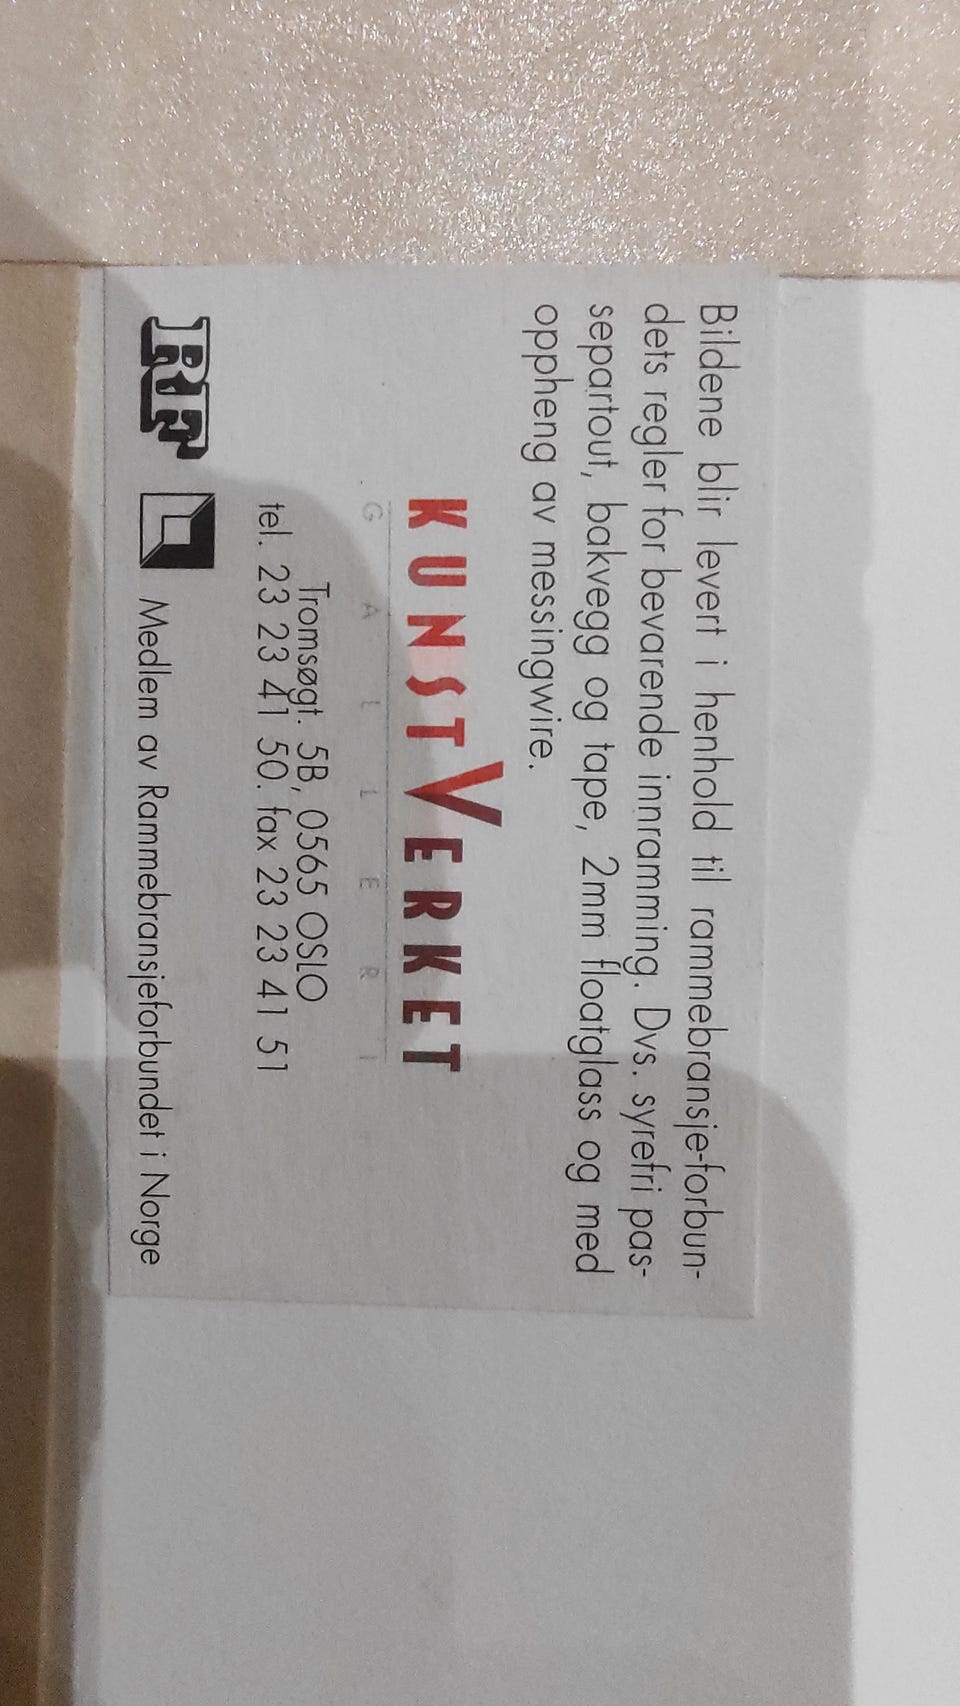 Bildene blir levert i henhold til rammebransje-forbun-
dets regler for bevarende innramming. Dvs. syrefri pas-
separtout, bakvegg og tape, 2mm floatglass og med
oppheng av messingwire.
KUNSTVERKET
GALLERI
Tromsøgt. 5B, 0565 OSLO
tel. 23 23 41 50. fax 23 23 41 51
RF Medlem av Rammebransjeforbundet i Norge